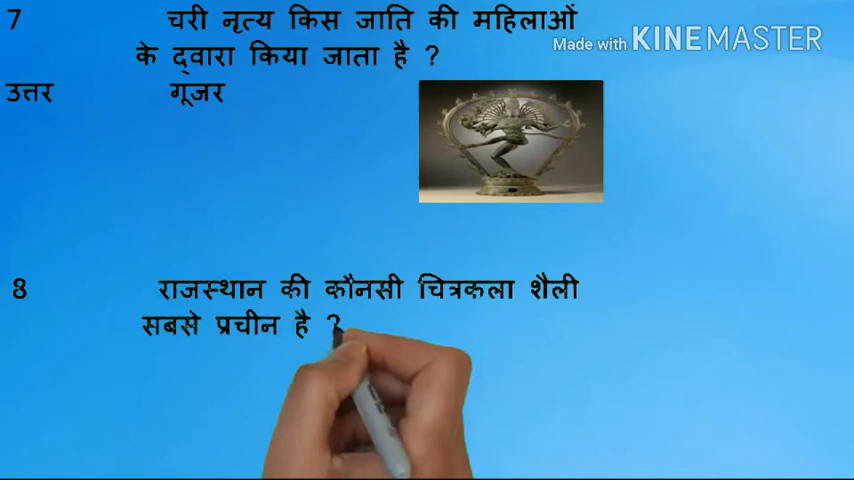 7 चरी नृत्य किस जाति की महिलाओं
Made with KINEMASTER
के द्वारा किया जाता है ?
उत्तर गूजर
8 राजस्थान की कौनसी चित्रकला शैली
सबसे प्रचीन है ?